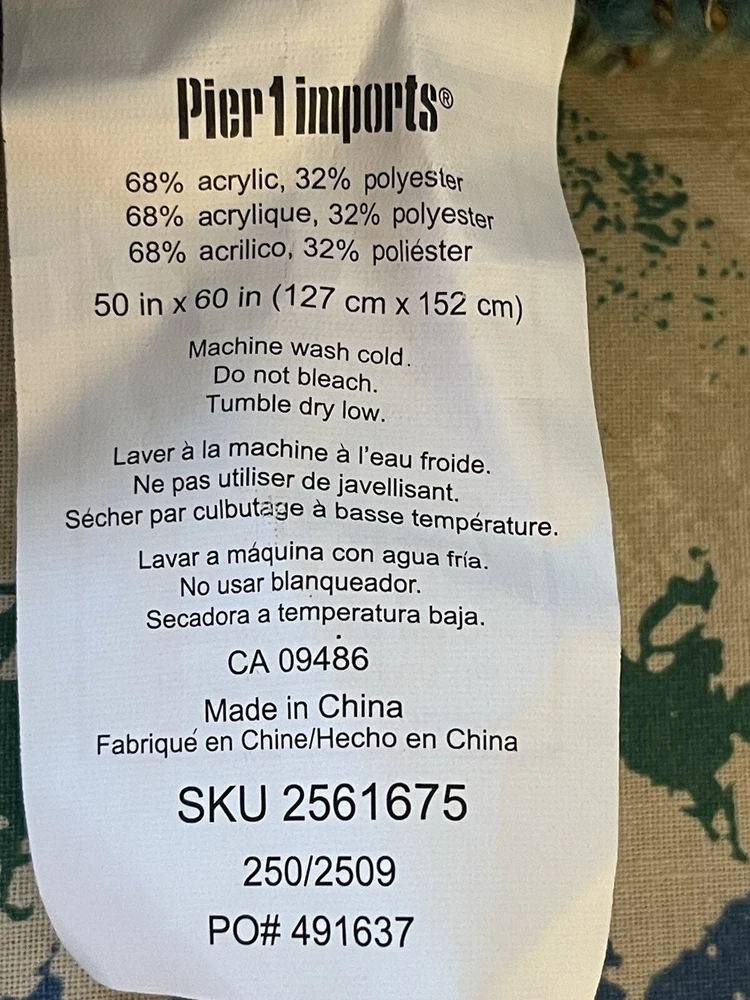 Pier 1 imports®
68% acrylic, 32% polyester
68% acrylique, 32% polyester
68% acrilico, 32% poliéster
50 in x 60 in (127 cm x 152 cm)
Machine wash cold.
Do not bleach.
Tumble dry low.
Laver à la machine à l'eau froide.
Ne pas utiliser de javellisant.
Sécher par culbutage à basse température.
Lavar a máquina con agua fría.
No usar blanqueador.
Secadora a temperatura baja.
CA 09486
Made in China
Fabriqué en Chine/Hecho en China
SKU 2561675
250/2509
PO# 491637